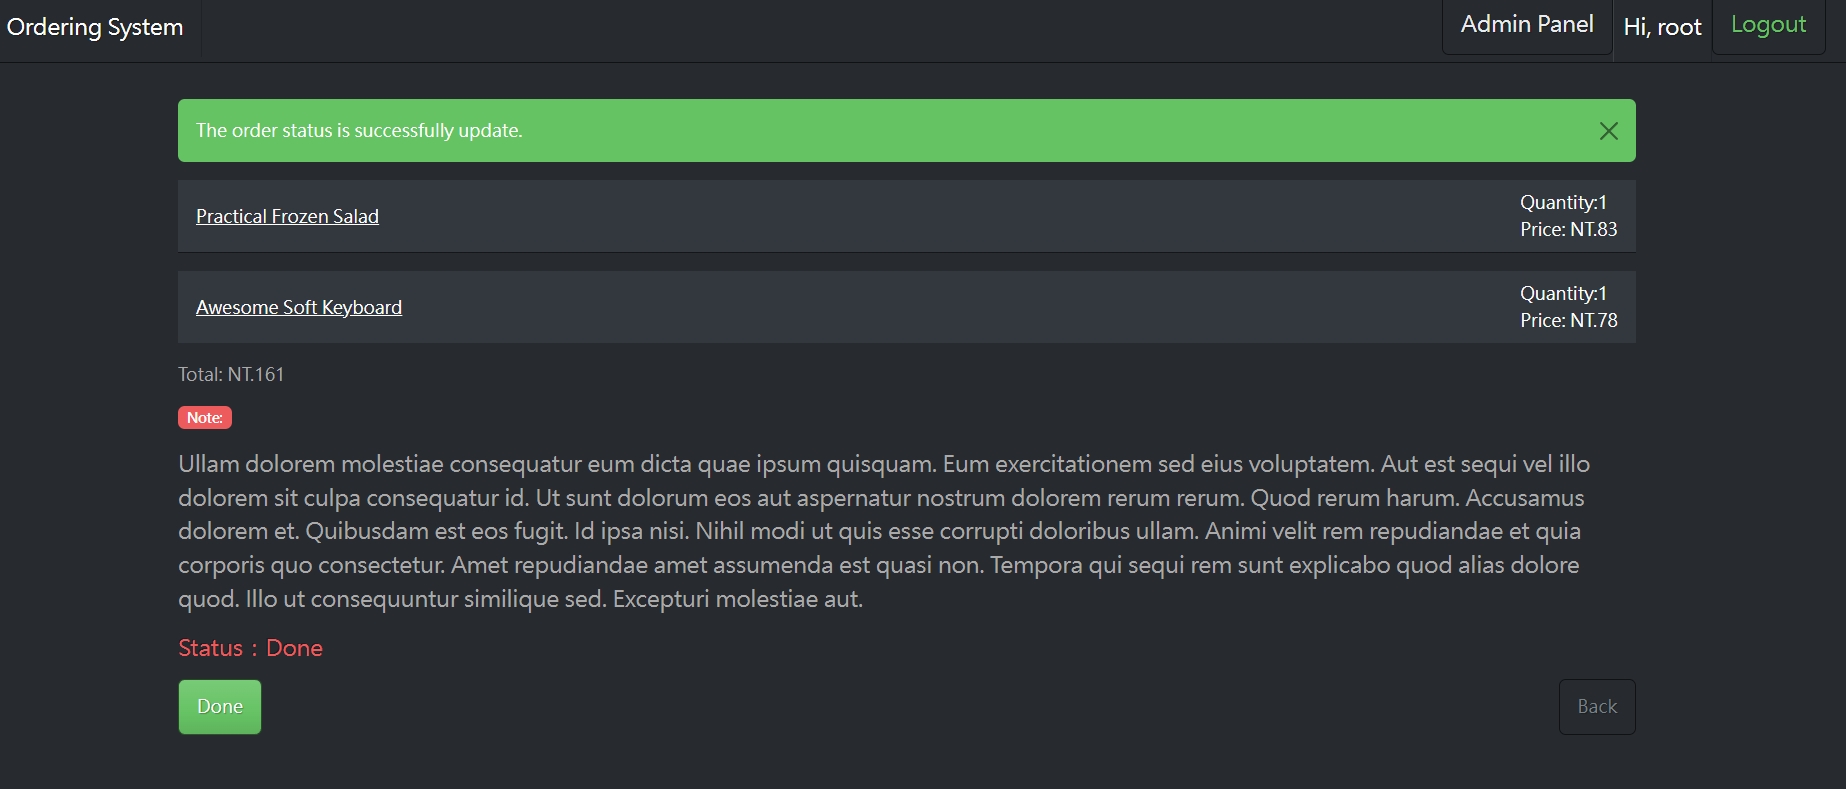 Ordering System
Admin Panel
Hi, root
Logout
The order status is successfully update.
Practical Frozen Salad
Quantity:1
Price: NT.83
Awesome Soft Keyboard
Quantity:1
Price: NT.78
Total: NT.161
Note:
Ullam dolorem molestiae consequatur eum dicta quae ipsum quisquam. Eum exercitationem sed eius voluptatem. Aut est sequi vel illo
dolorem sit culpa consequatur id. Ut sunt dolorum eos aut aspernatur nostrum dolorem rerum rerum. Quod rerum harum. Accusamus
dolorem et. Quibusdam est eos fugit. Id ipsa nisi. Nihil modi ut quis esse corrupti doloribus ullam. Animi velit rem repudiandae et quia
corporis quo consectetur. Amet repudiandae amet assumenda est quasi non. Tempora qui sequi rem sunt explicabo quod alias dolore
quod. Illo ut consequuntur similique sed. Excepturi molestiae aut.
Status：Done
Done
Back